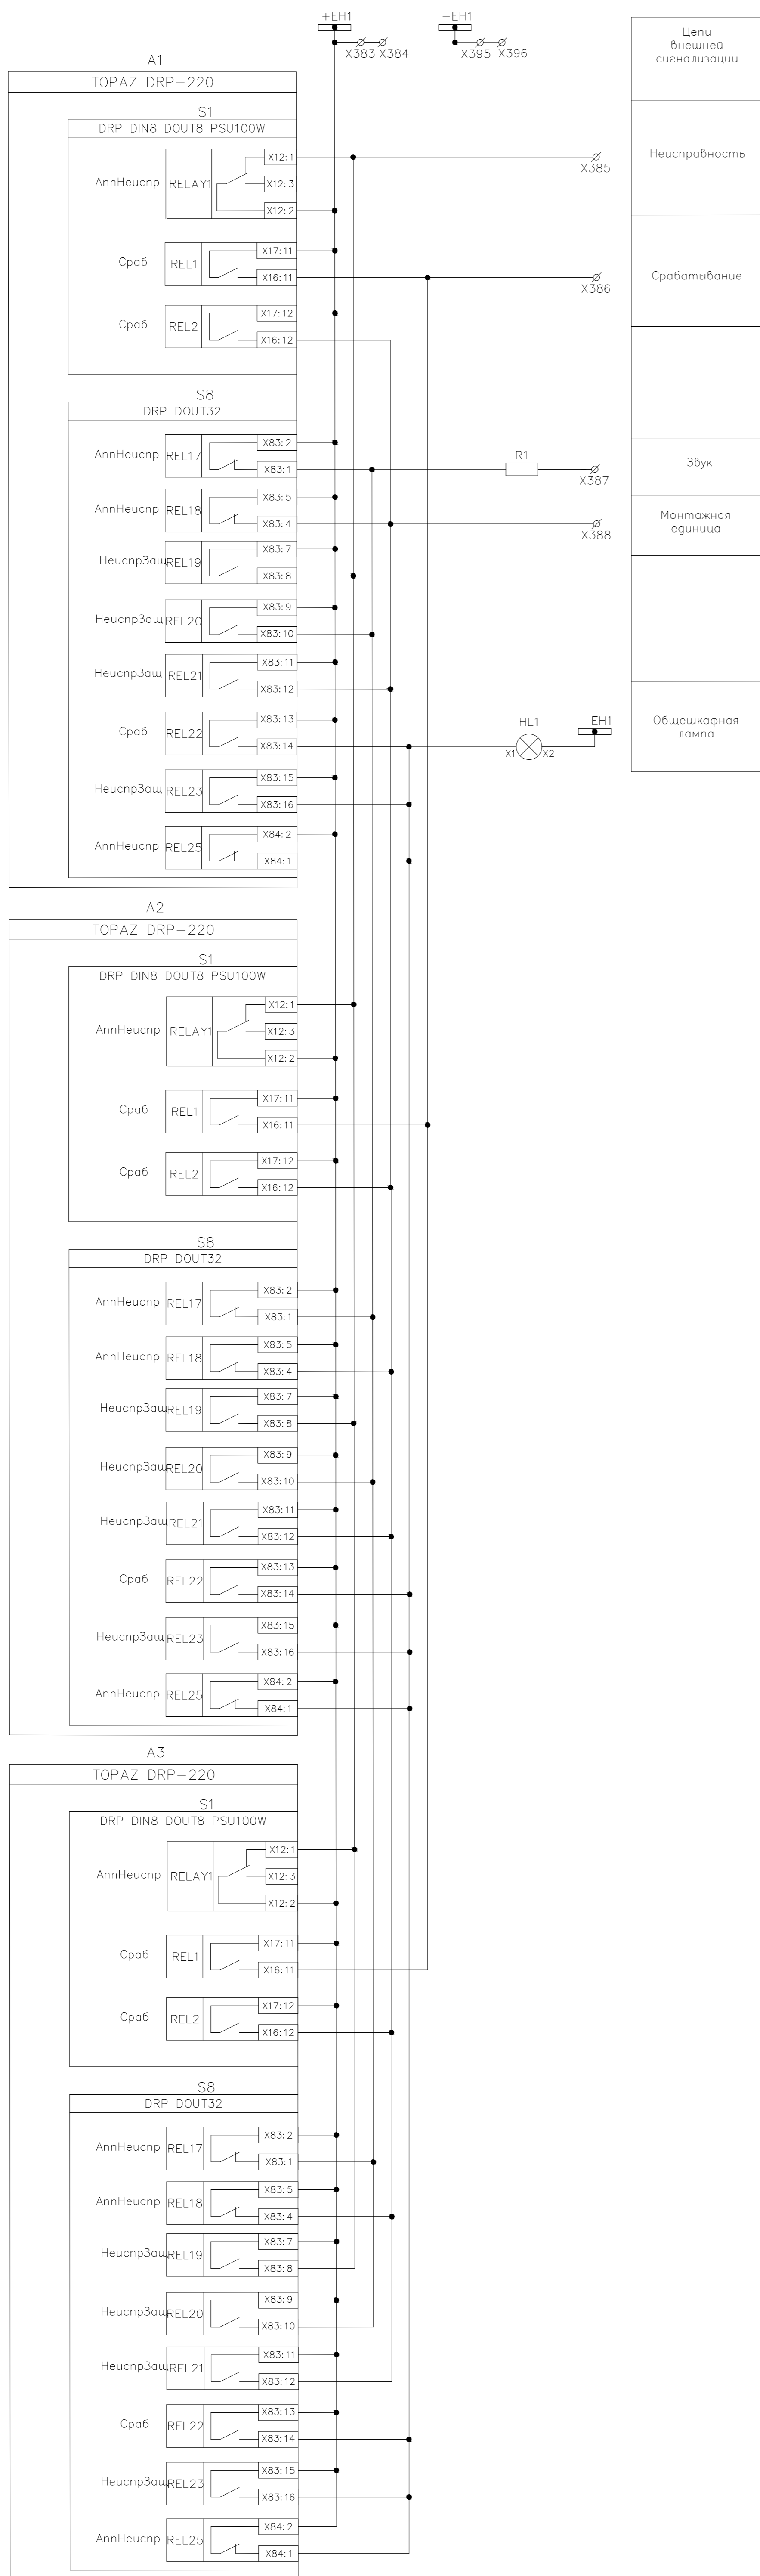 +EH1
−EH1
X383 X384
X395 X396
Цепи
внешней
сигнализации
A1
TOPAZ DRP−220
S1
DRP DIN8 DOUT8 PSU100W
АппНеиспр RELAY1
X12:1
X12:3
X12:2
X385
Неисправность
Сраб REL1
X17:11
X16:11
X386
Срабатывание
Сраб REL2
X17:12
X16:12
S8
DRP DOUT32
АппНеиспр REL17
X83:2
X83:1
R1
X387
Звук
АппНеиспр REL18
X83:5
X83:4
X388
Монтажная
единица
НеиспрЗащ REL19
X83:7
X83:8
НеиспрЗащ REL20
X83:9
X83:10
НеиспрЗащ REL21
X83:11
X83:12
Сраб REL22
X83:13
X83:14
HL1
X1 X2
−EH1
Общешкафная
лампа
НеиспрЗащ REL23
X83:15
X83:16
АппНеиспр REL25
X84:2
X84:1
A2
TOPAZ DRP−220
S1
DRP DIN8 DOUT8 PSU100W
АппНеиспр RELAY1
X12:1
X12:3
X12:2
Сраб REL1
X17:11
X16:11
Сраб REL2
X17:12
X16:12
S8
DRP DOUT32
АппНеиспр REL17
X83:2
X83:1
АппНеиспр REL18
X83:5
X83:4
НеиспрЗащ REL19
X83:7
X83:8
НеиспрЗащ REL20
X83:9
X83:10
НеиспрЗащ REL21
X83:11
X83:12
Сраб REL22
X83:13
X83:14
НеиспрЗащ REL23
X83:15
X83:16
АппНеиспр REL25
X84:2
X84:1
A3
TOPAZ DRP−220
S1
DRP DIN8 DOUT8 PSU100W
АппНеиспр RELAY1
X12:1
X12:3
X12:2
Сраб REL1
X17:11
X16:11
Сраб REL2
X17:12
X16:12
S8
DRP DOUT32
АппНеиспр REL17
X83:2
X83:1
АппНеиспр REL18
X83:5
X83:4
НеиспрЗащ REL19
X83:7
X83:8
НеиспрЗащ REL20
X83:9
X83:10
НеиспрЗащ REL21
X83:11
X83:12
Сраб REL22
X83:13
X83:14
НеиспрЗащ REL23
X83:15
X83:16
АппНеиспр REL25
X84:2
X84:1